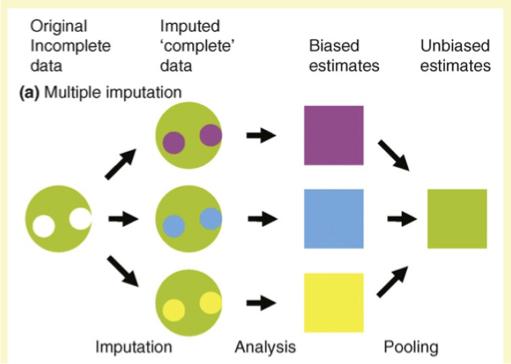 Original
Incomplete
data
Imputed
‘complete’
data
Biased
estimates
Unbiased
estimates
(a) Multiple imputation
Imputation
Analysis
Pooling